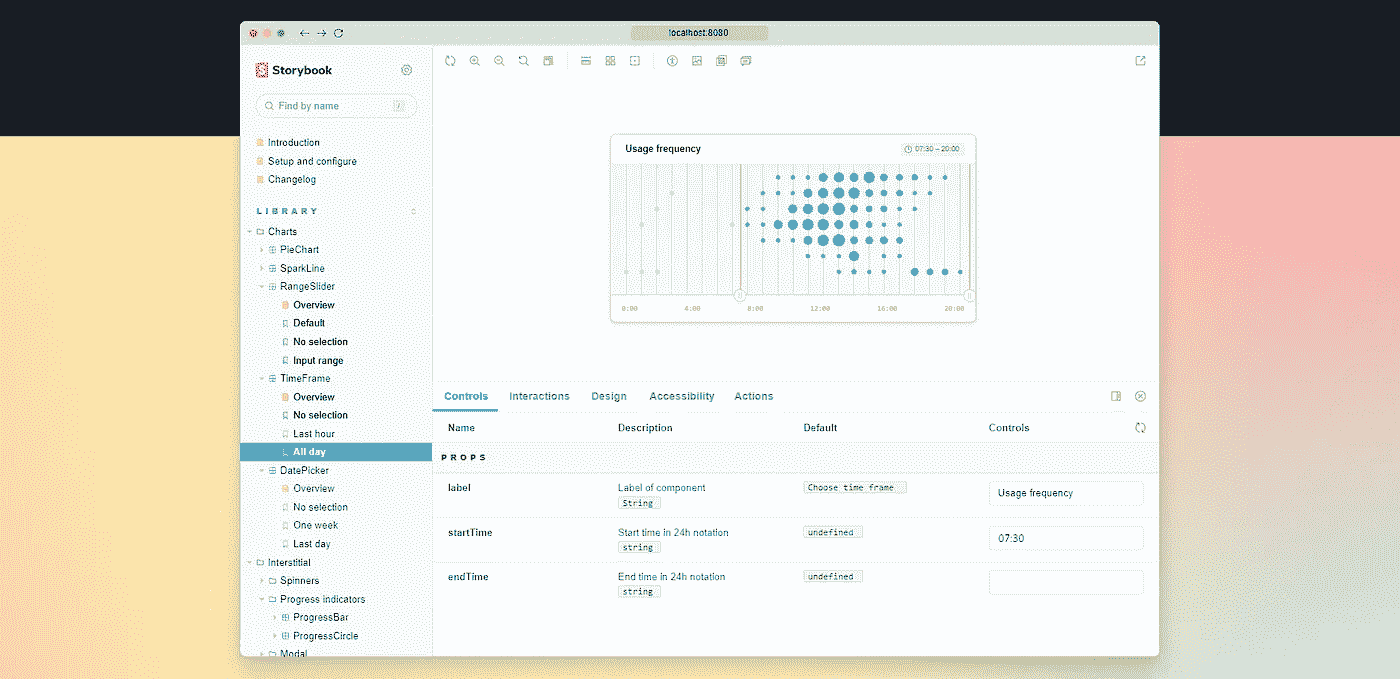 localhost:8080
Storybook
Find by name /
Introduction
Setup and configure
Changelog
LIBRARY
Charts
PieChart
SparkLine
RangeSlider
Overview
Default
No selection
Input range
TimeFrame
Overview
No selection
Last hour
All day
DatePicker
Overview
No selection
One week
Last day
Interstitial
Spinners
Progress indicators
ProgressBar
ProgressCircle
Modal
Usage frequency 07:30 – 20:00
0:00 4:00 8:00 12:00 16:00 20:00
Controls Interactions Design Accessibility Actions
Name Description Default Controls
PROPS
label Label of component Choose time frame Usage frequency
String
startTime Start time in 24h notation undefined 07:30
string
endTime End time in 24h notation undefined
string